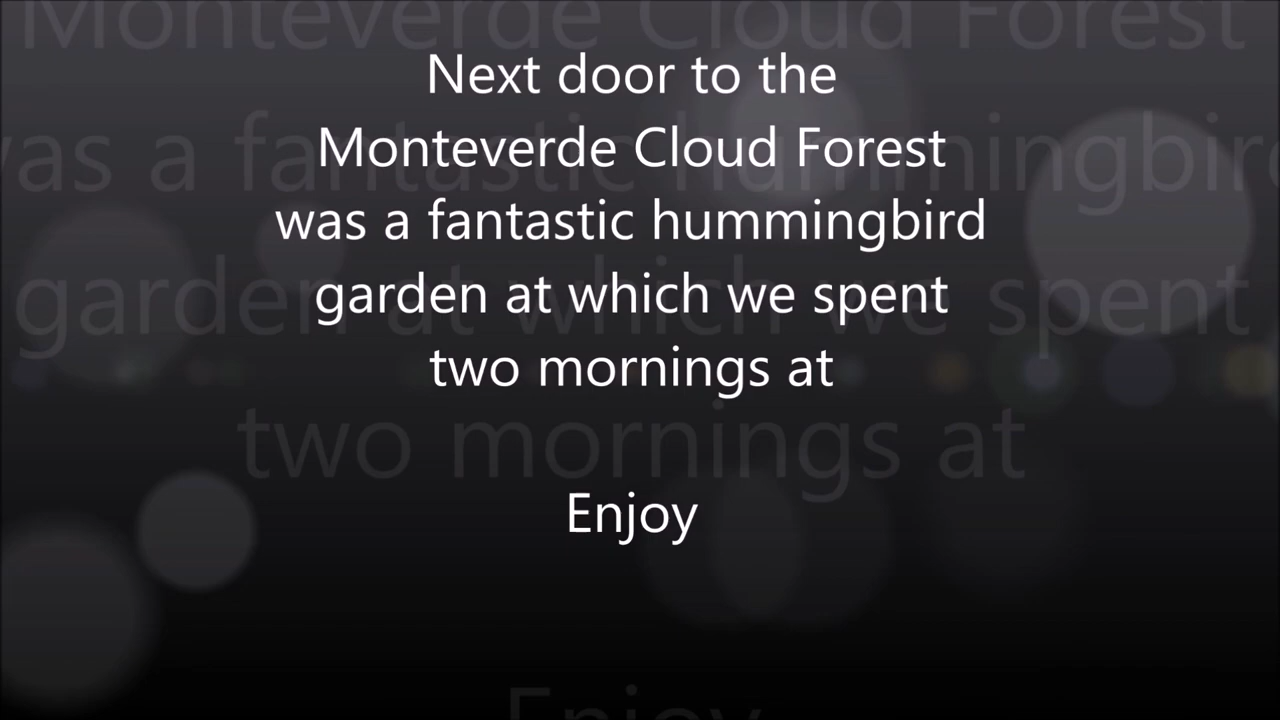 Next door to the
Monteverde Cloud Forest
was a fantastic hummingbird
garden at which we spent
two mornings at
Enjoy